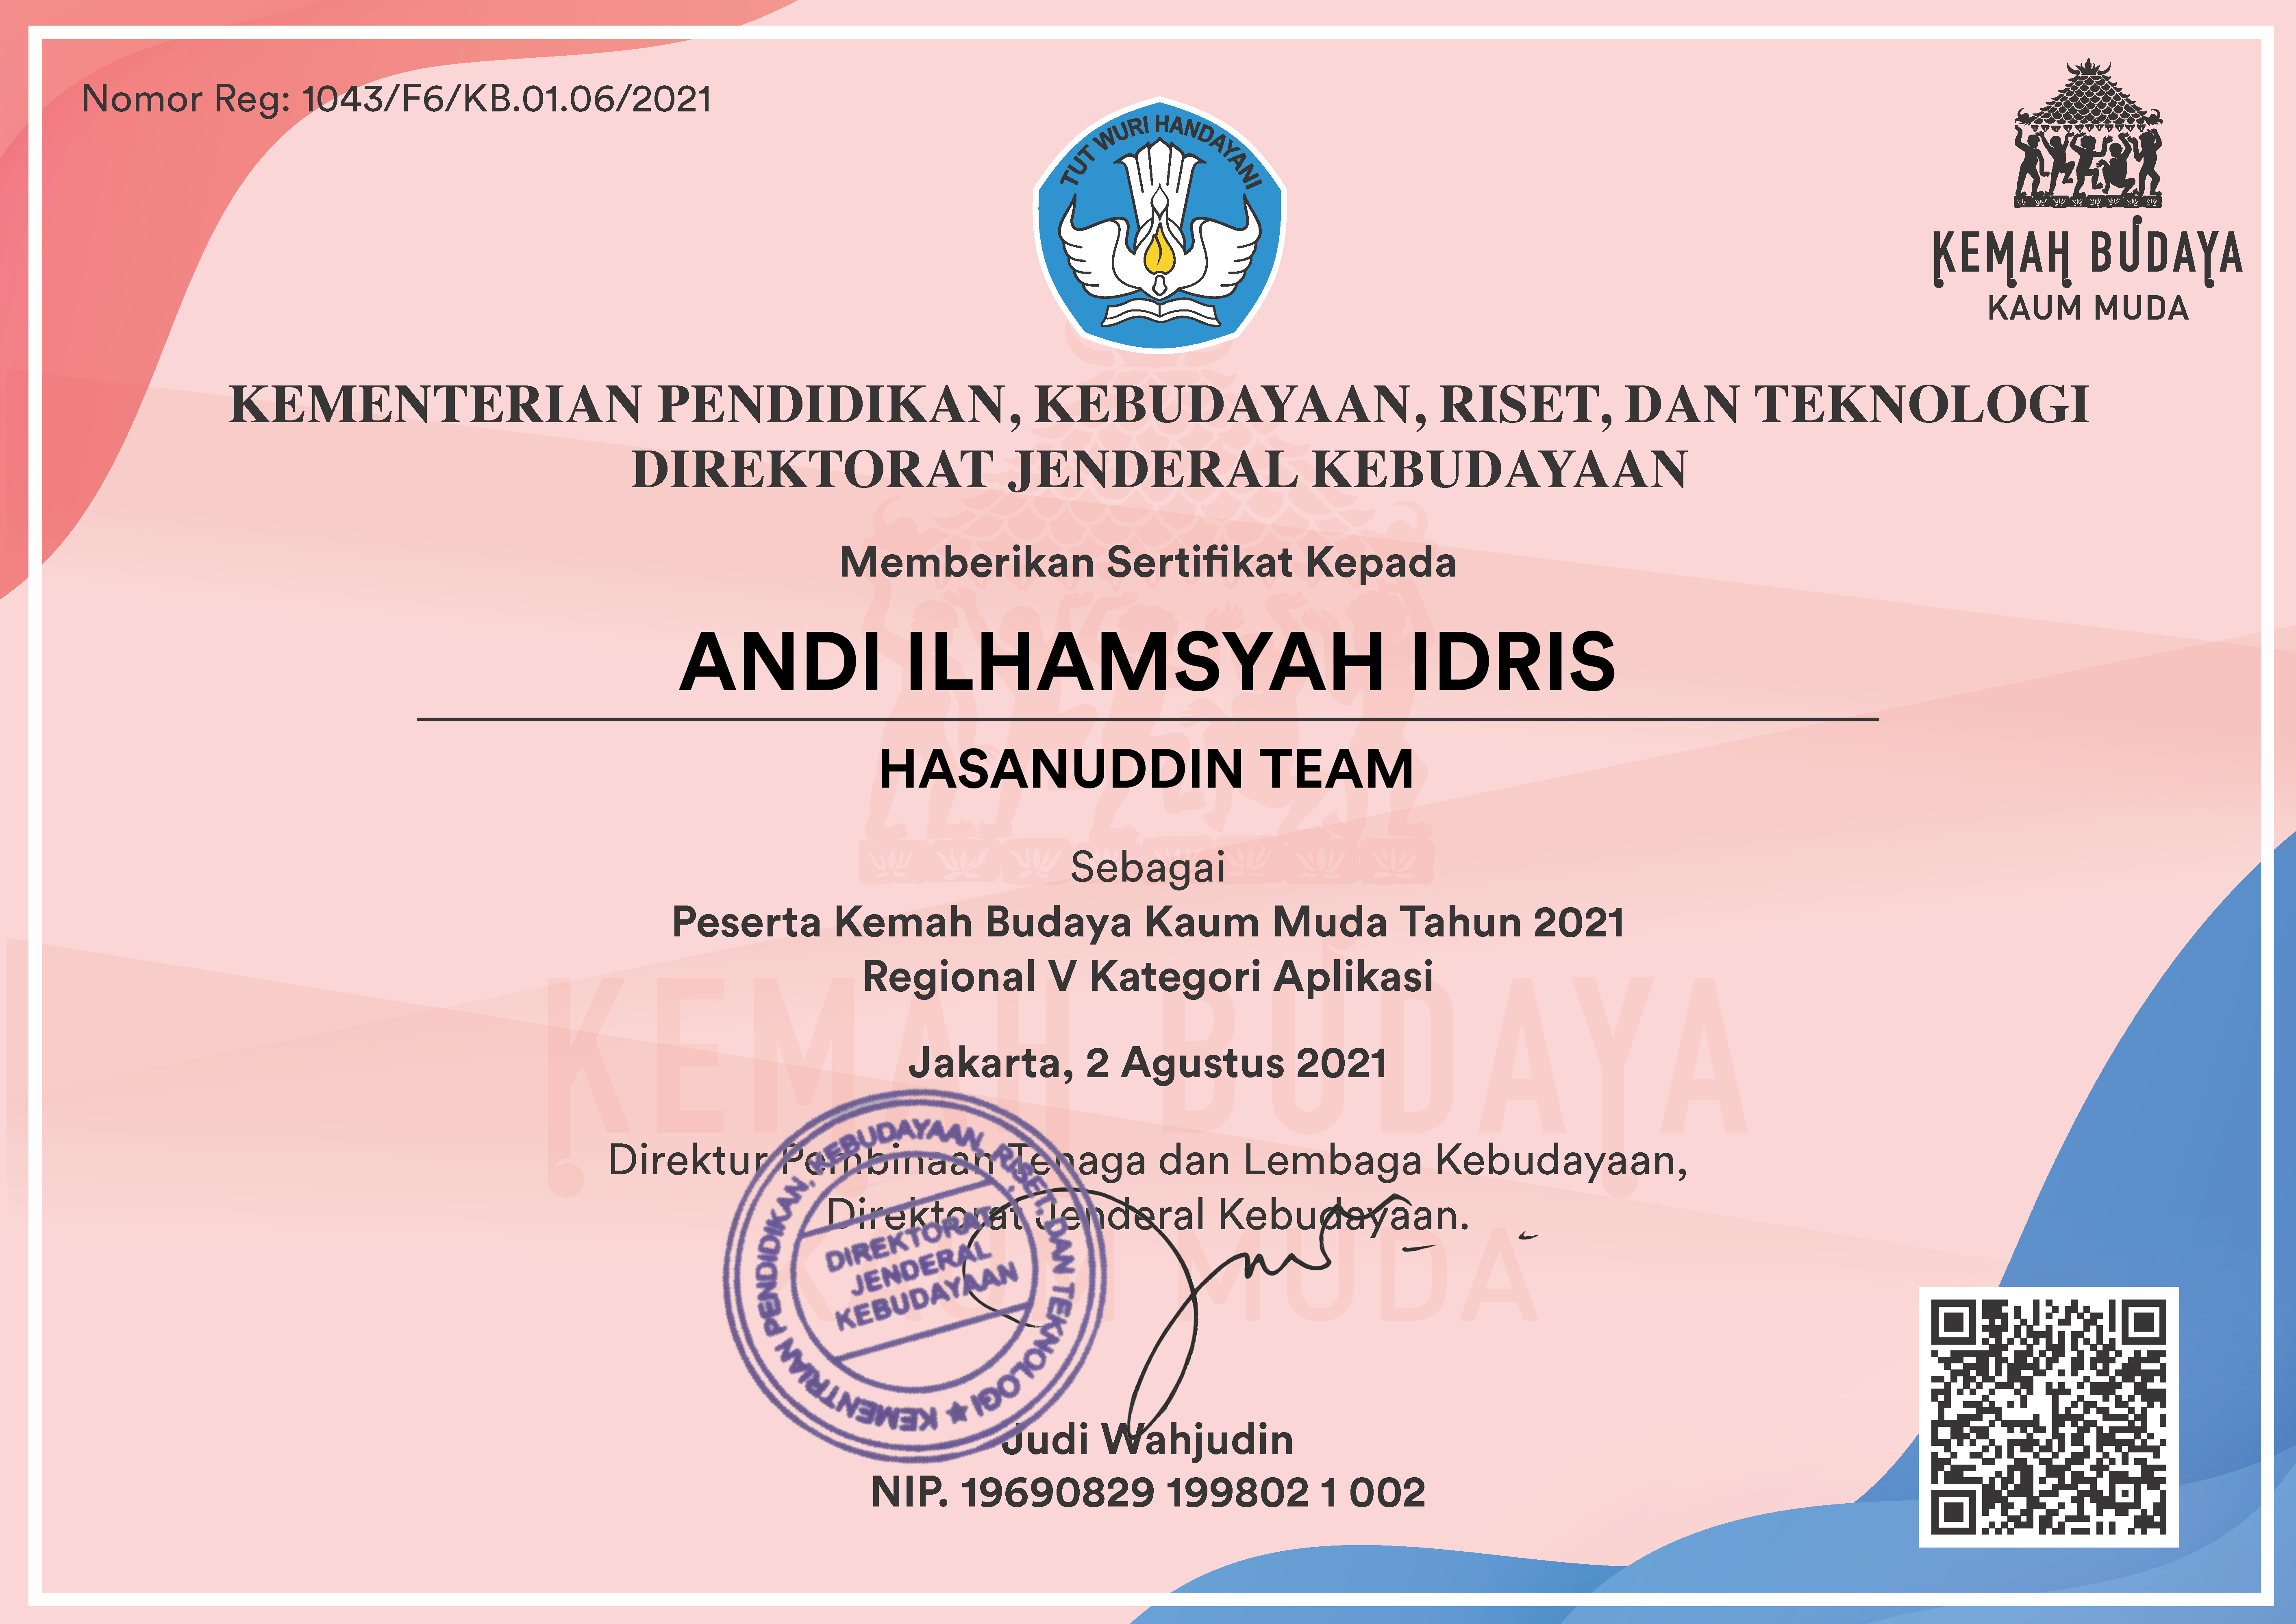 Nomor Reg: 1043/F6/KB.01.06/2021
TUT WURI HANDAYANI
KEMAH BUDAYA
KAUM MUDA
KEMENTERIAN PENDIDIKAN, KEBUDAYAAN, RISET, DAN TEKNOLOGI
DIREKTORAT JENDERAL KEBUDAYAAN
Memberikan Sertifikat Kepada
ANDI ILHAMSYAH IDRIS
HASANUDDIN TEAM
Sebagai
Peserta Kemah Budaya Kaum Muda Tahun 2021
Regional V Kategori Aplikasi
KEMAH BUDAYA
KAUM MUDA
Jakarta, 2 Agustus 2021
Direktur Pembinaan Tenaga dan Lembaga Kebudayaan,
Direktorat Jenderal Kebudayaan.
KEMENTRIAN PENDIDIKAN, KEBUDAYAAN, RISET, DAN TEKNOLOGI
DIREKTORAT
JENDERAL
KEBUDAYAAN
Judi Wahjudin
NIP. 19690829 199802 1 002